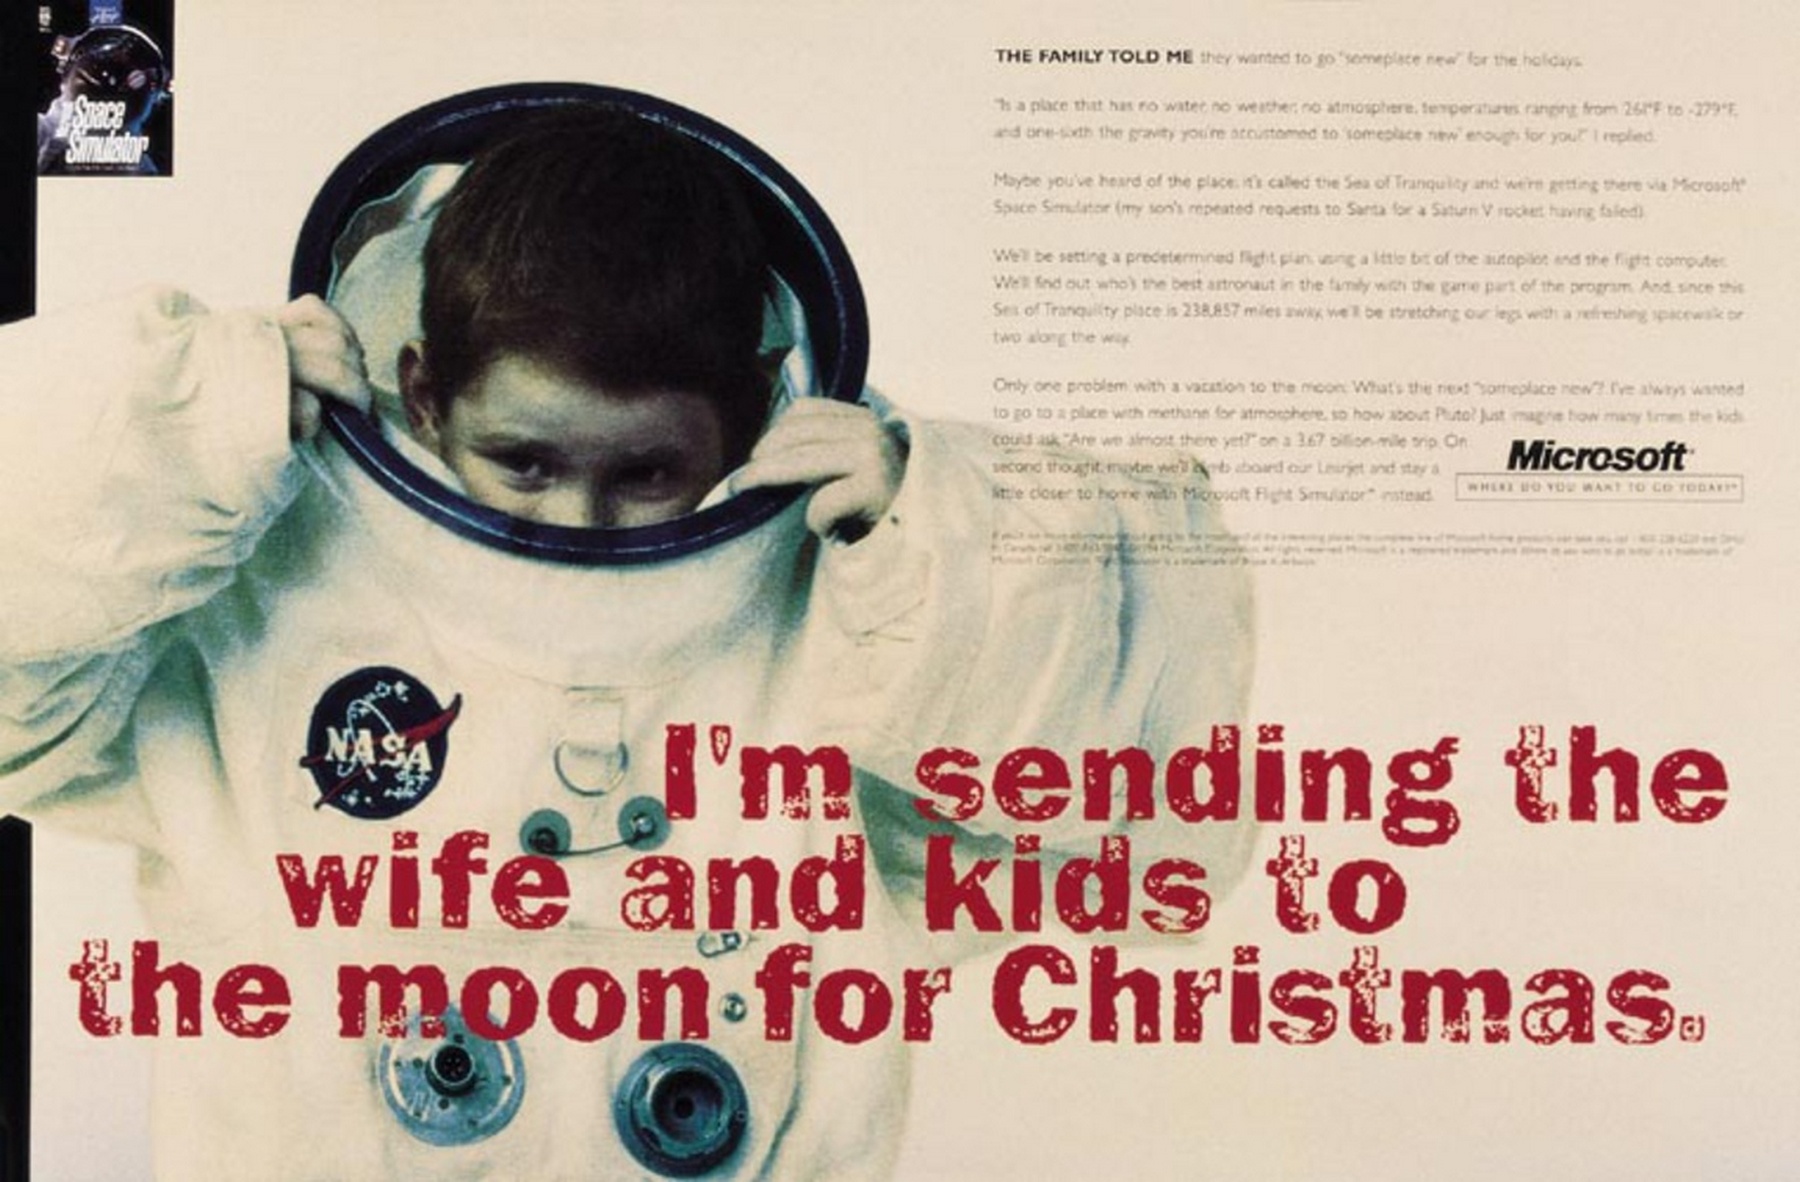 Space
Simulator
THE FAMILY TOLD ME they wanted to go "someplace new" for the holidays.
"Is a place that has no water, no weather, no atmosphere, temperatures ranging from 261°F to -279°F,
and one-sixth the gravity you're accustomed to 'someplace new' enough for you?" I replied.
Maybe you've heard of the place; it's called the Sea of Tranquility and we're getting there via Microsoft®
Space Simulator (my son's repeated requests to Santa for a Saturn V rocket having failed).
We'll be setting a predetermined flight plan, using a little bit of the autopilot and the flight computer.
We'll find out who's the best astronaut in the family with the game part of the program. And, since this
Sea of Tranquility place is 238,857 miles away, we'll be stretching our legs with a refreshing spacewalk or
two along the way.
Only one problem with a vacation to the moon: What's the next "someplace new"? I've always wanted
to go to a place with methane for atmosphere, so how about Pluto? Just imagine how many times the kids
could ask "Are we almost there yet?" on a 3.67 billion-mile trip. On
second thought, maybe we'll climb aboard our Learjet and stay a
little closer to home with Microsoft Flight Simulator™ instead.
Microsoft®
WHERE DO YOU WANT TO GO TODAY?™
NASA
I'm sending the
wife and kids to
the moon for Christmas.